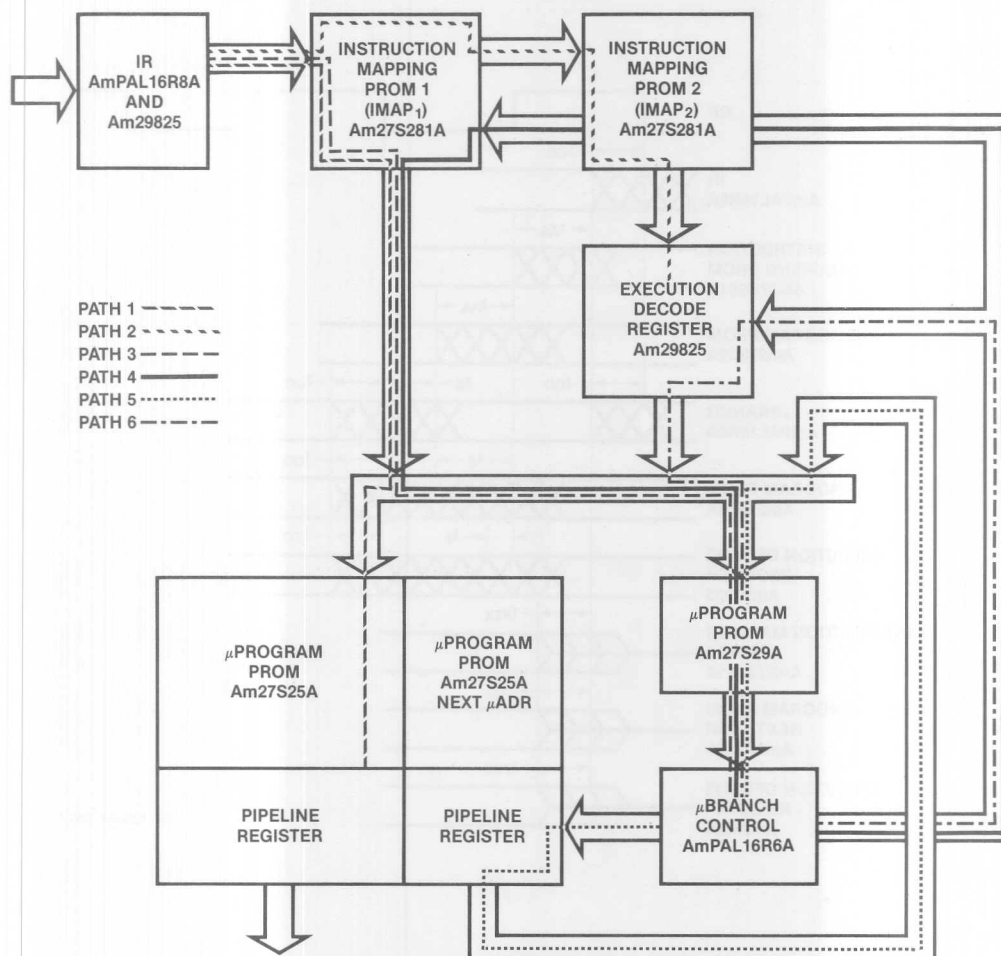 IR
AmPAL16R8A
AND
Am29825
INSTRUCTION
MAPPING
PROM 1
(IMAP₁)
Am27S281A
INSTRUCTION
MAPPING
PROM 2
(IMAP₂)
Am27S281A
EXECUTION
DECODE
REGISTER
Am29825
PATH 1
PATH 2
PATH 3
PATH 4
PATH 5
PATH 6
μPROGRAM
PROM
Am27S25A
μPROGRAM
PROM
Am27S25A
NEXT μADR
μPROGRAM
PROM
Am27S29A
PIPELINE
REGISTER
PIPELINE
REGISTER
μBRANCH
CONTROL
AmPAL16R6A